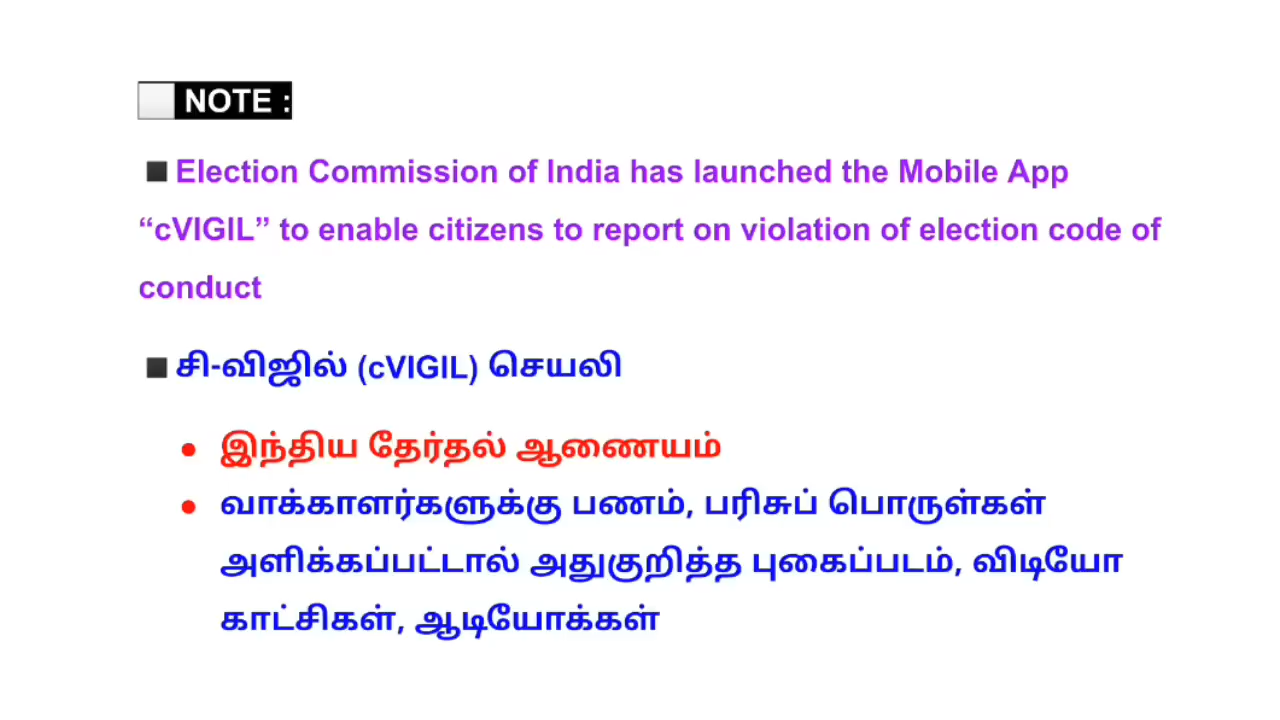 NOTE :
◾Election Commission of India has launched the Mobile App
“cVIGIL” to enable citizens to report on violation of election code of
conduct
◾சி-விஜில் (cVIGIL) செயலி
● இந்திய தேர்தல் ஆணையம்
● வாக்காளர்களுக்கு பணம், பரிசுப் பொருள்கள்
அளிக்கப்பட்டால் அதுகுறித்த புகைப்படம், விடியோ
காட்சிகள், ஆடியோக்கள்